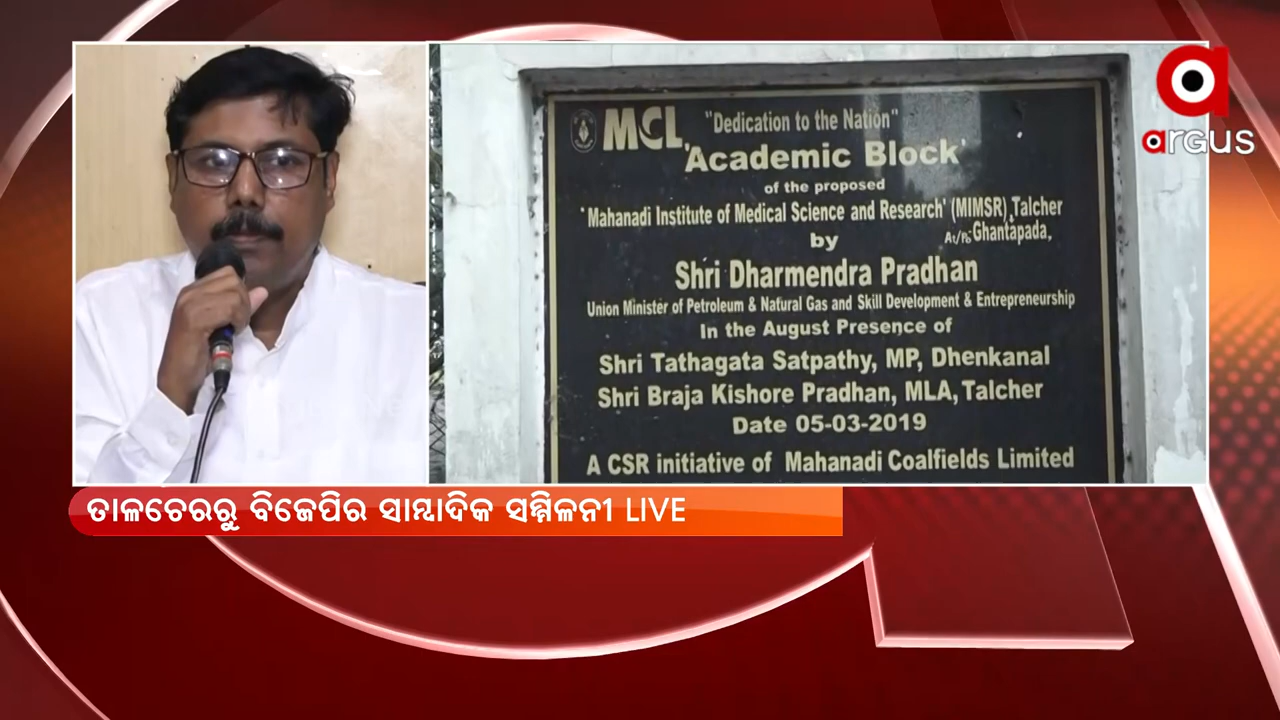 argus
MCL
"Dedication to the Nation"
'Academic Block'
of the proposed
'Mahanadi Institute of Medical Science and Research' (MIMSR),Talcher
At/Po Ghantapada,
by
Shri Dharmendra Pradhan
Union Minister of Petroleum & Natural Gas and Skill Development & Entrepreneurship
In the August Presence of
Shri Tathagata Satpathy, MP, Dhenkanal
Shri Braja Kishore Pradhan, MLA, Talcher
Date 05-03-2019
A CSR initiative of Mahanadi Coalfields Limited
ତାଳଚେରରୁ ବିଜେପିର ସାମ୍ବାଦିକ ସମ୍ମିଳନୀ LIVE